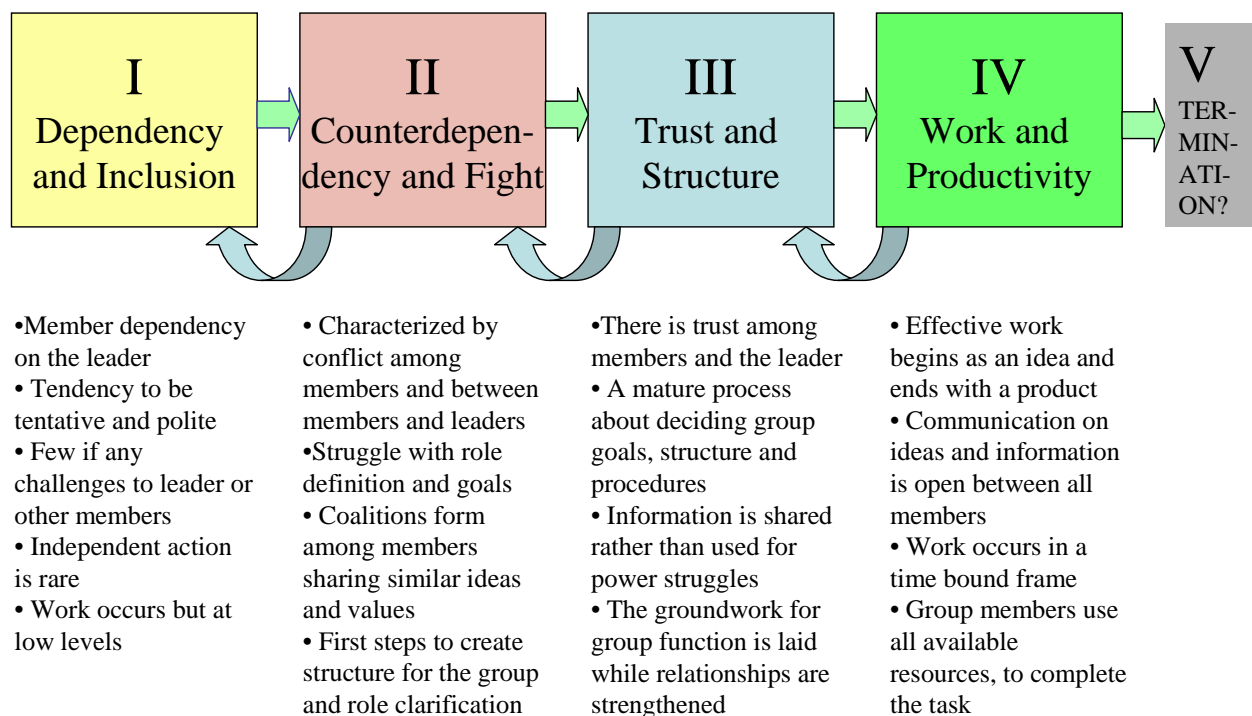 I
Dependency
and Inclusion
II
Counterdepen-
dency and Fight
III
Trust and
Structure
IV
Work and
Productivity
V
TER-
MIN-
ATI-
ON?
•Member dependency
on the leader
• Tendency to be
tentative and polite
• Few if any
challenges to leader or
other members
• Independent action
is rare
• Work occurs but at
low levels
• Characterized by
conflict among
members and between
members and leaders
•Struggle with role
definition and goals
• Coalitions form
among members
sharing similar ideas
and values
• First steps to create
structure for the group
and role clarification
•There is trust among
members and the leader
• A mature process
about deciding group
goals, structure and
procedures
• Information is shared
rather than used for
power struggles
• The groundwork for
group function is laid
while relationships are
strengthened
• Effective work
begins as an idea and
ends with a product
• Communication on
ideas and information
is open between all
members
• Work occurs in a
time bound frame
• Group members use
all available
resources, to complete
the task